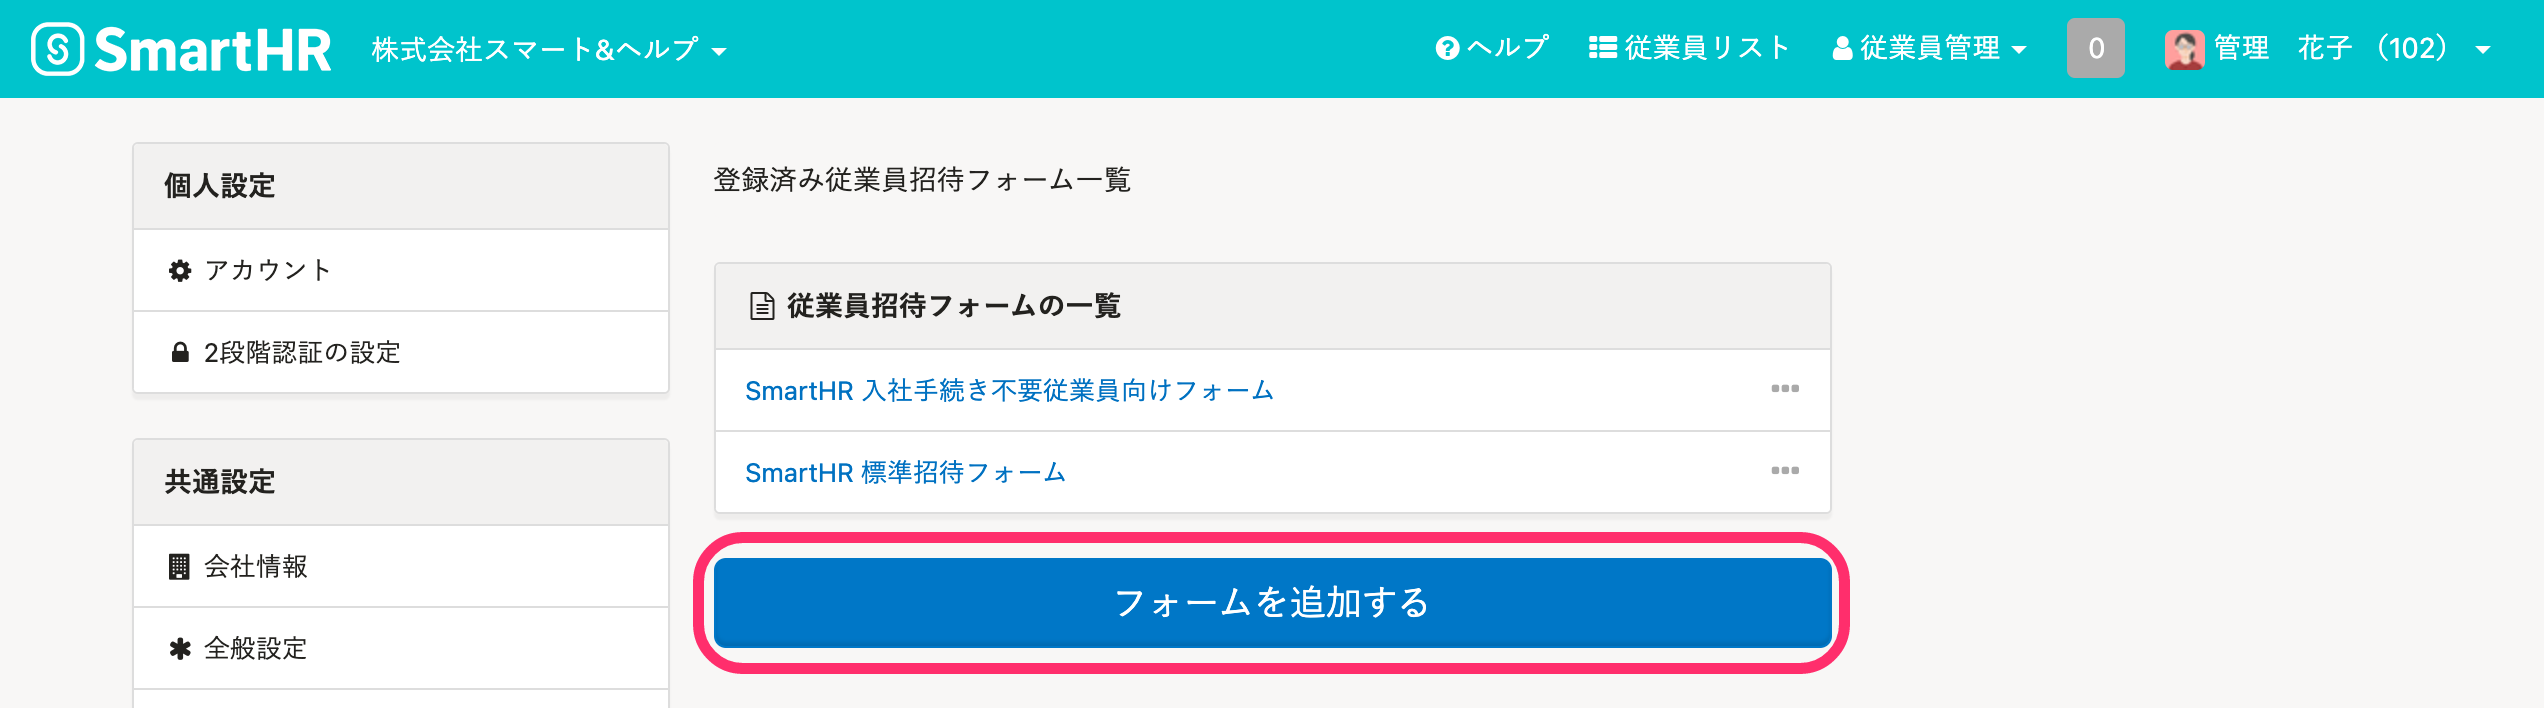 SmartHR 株式会社スマート&ヘルプ ヘルプ 従業員リスト 従業員管理 0 管理 花子 （102）
個人設定
アカウント
2段階認証の設定
共通設定
会社情報
全般設定
登録済み従業員招待フォーム一覧
従業員招待フォームの一覧
SmartHR 入社手続き不要従業員向けフォーム
SmartHR 標準招待フォーム
フォームを追加する